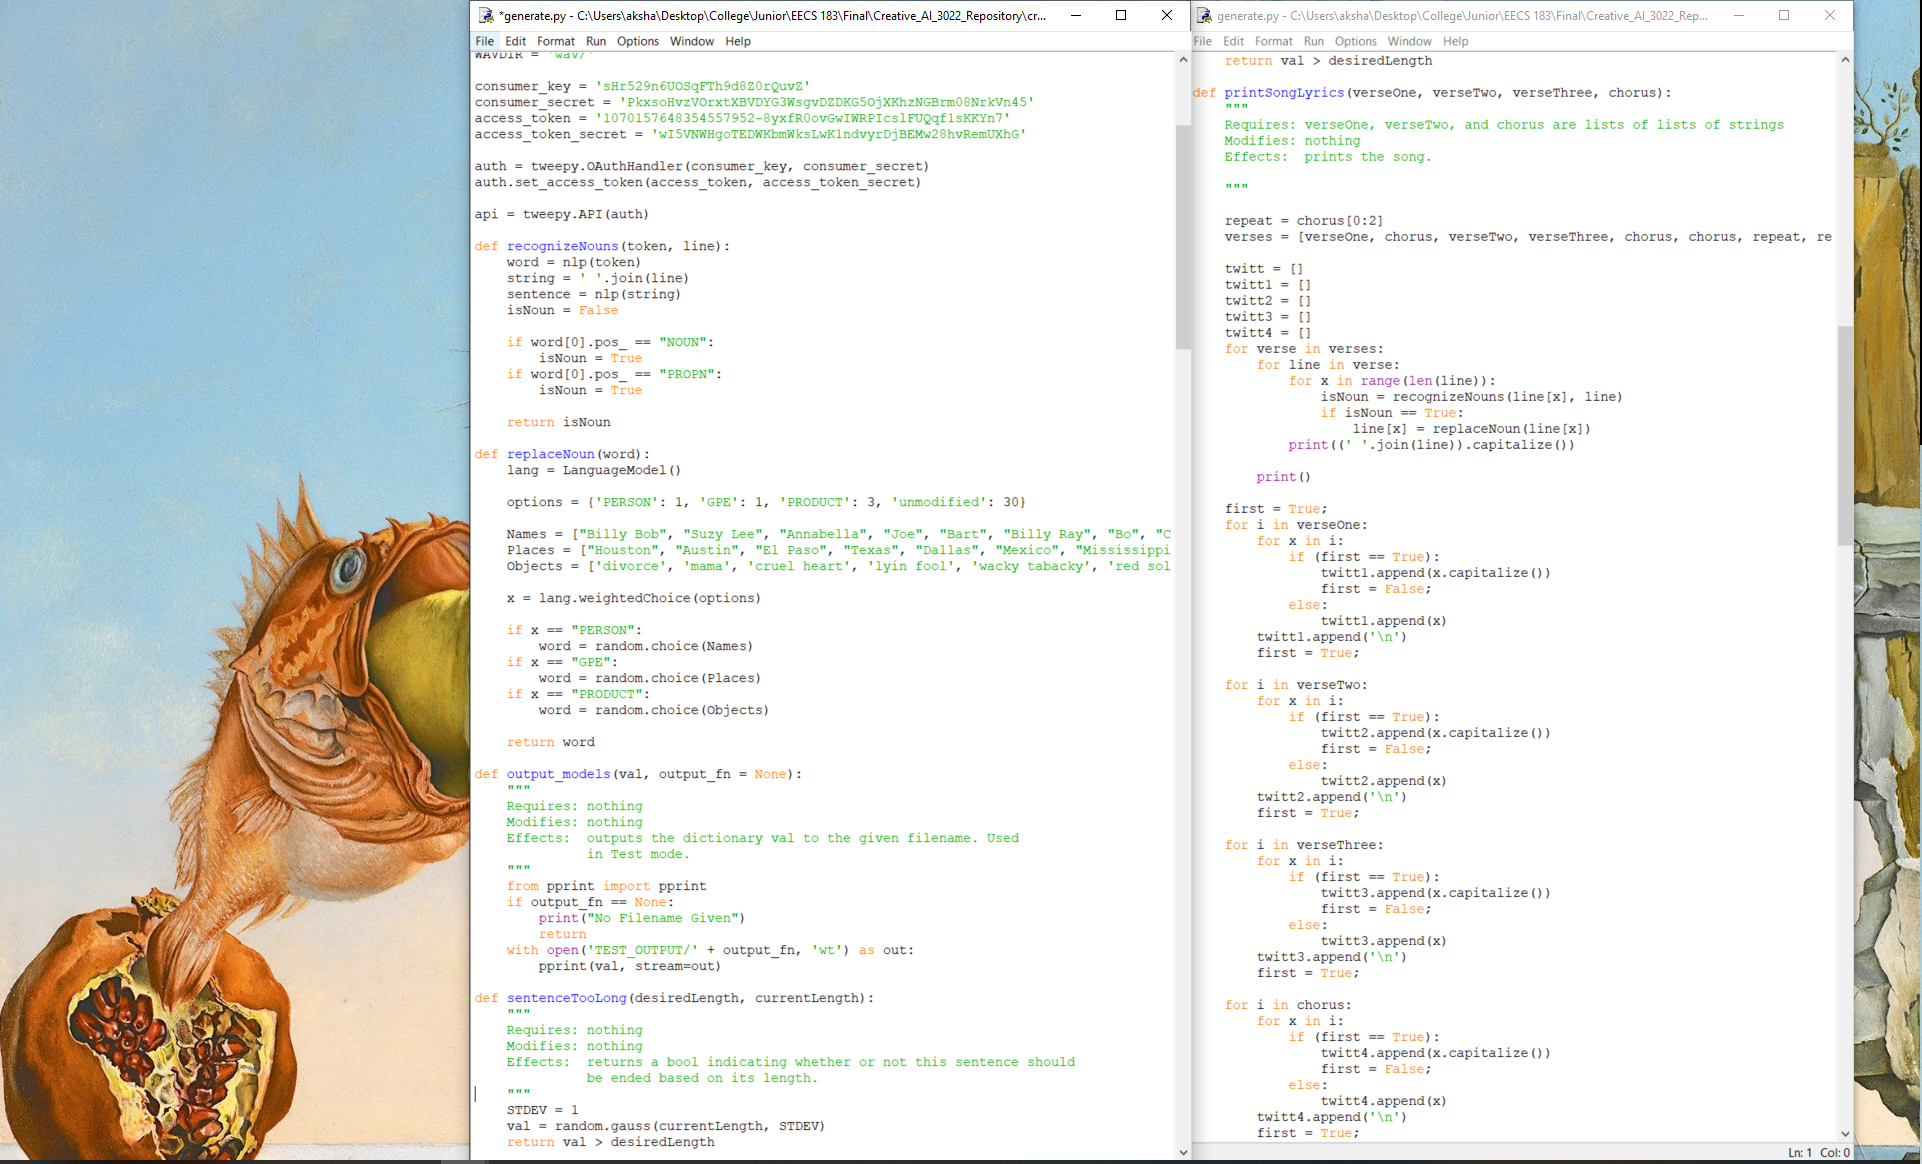 *generate.py - C:\Users\aksha\Desktop\College\Junior\EECS 183\Final\Creative_AI_3022_Repository\cr...
File Edit Format Run Options Window Help
WAVDIR = 'wav/'
consumer_key = 'sHr529n6UOSqFTh9d8Z0rQuvZ'
consumer_secret = 'PkxsoHvzVOrxtXBVDYG3WsgvDZDKG5OjXKhzNGBrm08NrkVn45'
access_token = '1070157648354557952-8yxfR0ovGwIWRPIcslFUQqf1sKKYn7'
access_token_secret = 'wI5VNWHgoTEDWKbmWksLwK1ndvyrDjBEMw28hvRemUXhG'
auth = tweepy.OAuthHandler(consumer_key, consumer_secret)
auth.set_access_token(access_token, access_token_secret)
api = tweepy.API(auth)
def recognizeNouns(token, line):
    word = nlp(token)
    string = ' '.join(line)
    sentence = nlp(string)
    isNoun = False
    if word[0].pos_ == "NOUN":
        isNoun = True
    if word[0].pos_ == "PROPN":
        isNoun = True
    return isNoun
def replaceNoun(word):
    lang = LanguageModel()
    options = {'PERSON': 1, 'GPE': 1, 'PRODUCT': 3, 'unmodified': 30}
    Names = ["Billy Bob", "Suzy Lee", "Annabella", "Joe", "Bart", "Billy Ray", "Bo", "C
    Places = ["Houston", "Austin", "El Paso", "Texas", "Dallas", "Mexico", "Mississippi
    Objects = ['divorce', 'mama', 'cruel heart', 'lyin fool', 'wacky tabacky', 'red sol
    x = lang.weightedChoice(options)
    if x == "PERSON":
        word = random.choice(Names)
    if x == "GPE":
        word = random.choice(Places)
    if x == "PRODUCT":
        word = random.choice(Objects)
    return word
def output_models(val, output_fn = None):
    """
    Requires: nothing
    Modifies: nothing
    Effects:  outputs the dictionary val to the given filename. Used
              in Test mode.
    """
    from pprint import pprint
    if output_fn == None:
        print("No Filename Given")
        return
    with open('TEST_OUTPUT/' + output_fn, 'wt') as out:
        pprint(val, stream=out)
def sentenceTooLong(desiredLength, currentLength):
    """
    Requires: nothing
    Modifies: nothing
    Effects:  returns a bool indicating whether or not this sentence should
              be ended based on its length.
    """
    STDEV = 1
    val = random.gauss(currentLength, STDEV)
    return val > desiredLength
generate.py - C:\Users\aksha\Desktop\College\Junior\EECS 183\Final\Creative_AI_3022_Rep...
File Edit Format Run Options Window Help
    return val > desiredLength
def printSongLyrics(verseOne, verseTwo, verseThree, chorus):
    """
    Requires: verseOne, verseTwo, and chorus are lists of lists of strings
    Modifies: nothing
    Effects:  prints the song.
    """
    repeat = chorus[0:2]
    verses = [verseOne, chorus, verseTwo, verseThree, chorus, chorus, repeat, re
    twitt = []
    twitt1 = []
    twitt2 = []
    twitt3 = []
    twitt4 = []
    for verse in verses:
        for line in verse:
            for x in range(len(line)):
                isNoun = recognizeNouns(line[x], line)
                if isNoun == True:
                    line[x] = replaceNoun(line[x])
            print((' '.join(line)).capitalize())
        print()
    first = True;
    for i in verseOne:
        for x in i:
            if (first == True):
                twitt1.append(x.capitalize())
                first = False;
            else:
                twitt1.append(x)
        twitt1.append('\n')
        first = True;
    for i in verseTwo:
        for x in i:
            if (first == True):
                twitt2.append(x.capitalize())
                first = False;
            else:
                twitt2.append(x)
        twitt2.append('\n')
        first = True;
    for i in verseThree:
        for x in i:
            if (first == True):
                twitt3.append(x.capitalize())
                first = False;
            else:
                twitt3.append(x)
        twitt3.append('\n')
        first = True;
    for i in chorus:
        for x in i:
            if (first == True):
                twitt4.append(x.capitalize())
                first = False;
            else:
                twitt4.append(x)
        twitt4.append('\n')
        first = True;
Ln: 1 Col: 0